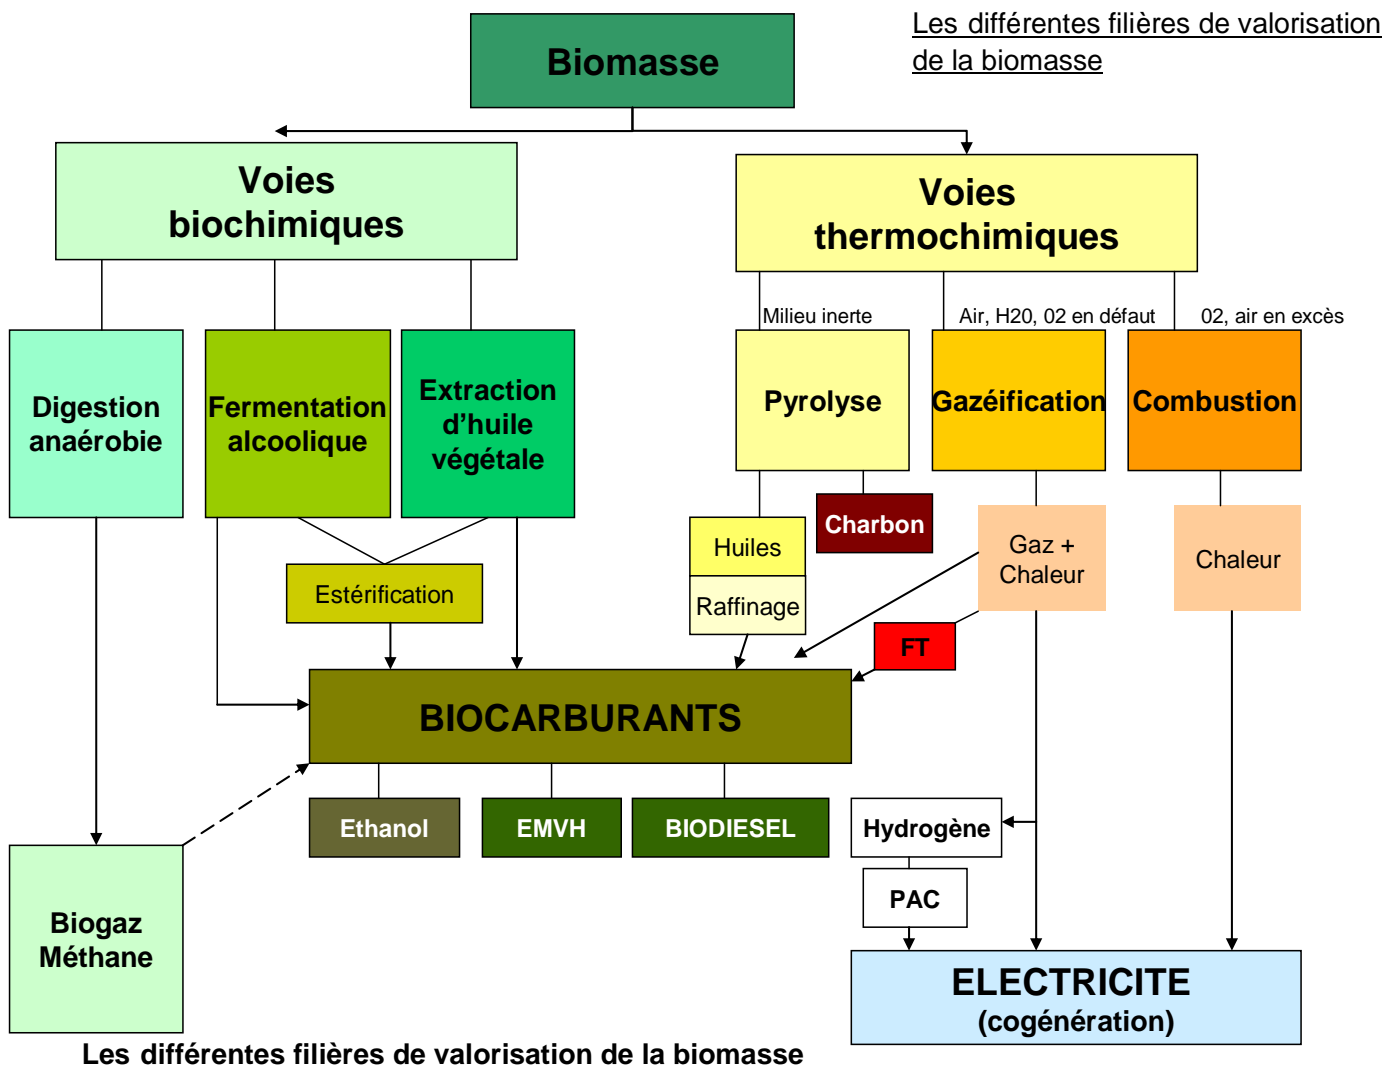 Les différentes filières de valorisation
de la biomasse
Biomasse
Voies
biochimiques
Voies
thermochimiques
Milieu inerte
Air, H20, 02 en défaut
02, air en excès
Digestion
anaérobie
Fermentation
alcoolique
Extraction
d’huile
végétale
Pyrolyse
Gazéification
Combustion
Charbon
Huiles
Raffinage
Gaz +
Chaleur
Chaleur
Estérification
FT
BIOCARBURANTS
Ethanol
EMVH
BIODIESEL
Hydrogène
PAC
Biogaz
Méthane
ELECTRICITE
(cogénération)
Les différentes filières de valorisation de la biomasse